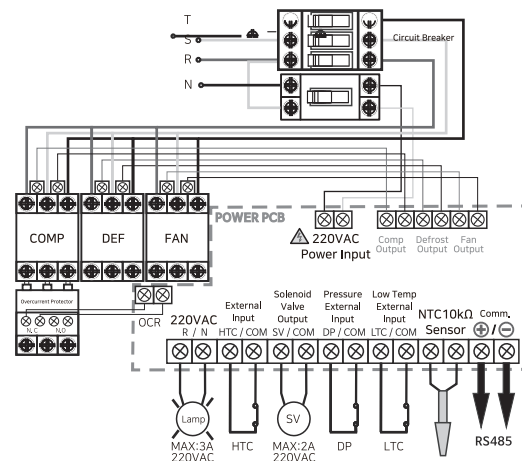 T
S
R
N
Circuit Breaker
COMP
DEF
FAN
POWER PCB
220VAC
Power Input
Comp
Output
Defrost
Output
Fan
Output
Overcurrent Protector
N, C
N.O
OCR
220VAC
R / N
External
Input
HTC / COM
Solenoid
Valve
Output
SV / COM
Pressure
External
Input
DP / COM
Low Temp
External
Input
LTC / COM
NTC10kΩ
Sensor
Comm.
⊕/⊖
Lamp
MAX:3A
220VAC
HTC
SV
MAX:2A
220VAC
DP
LTC
RS485